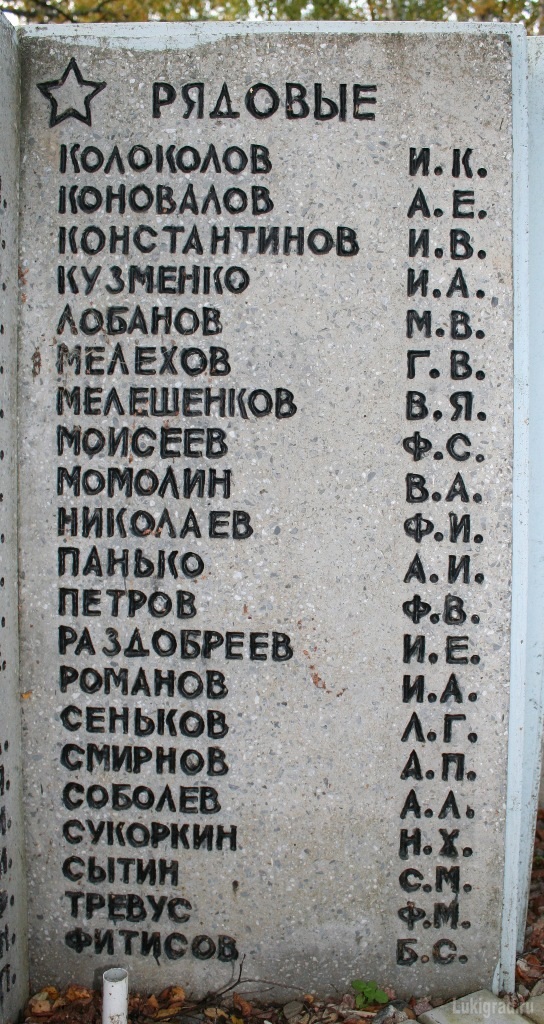 РЯДОВЫЕ
КОЛОКОЛОВ И.К.
КОНОВАЛОВ А.Е.
КОНСТАНТИНОВ И.В.
КУЗМЕНКО И.А.
ЛОБАНОВ М.В.
МЕЛЕХОВ Г.В.
МЕЛЕШЕНКОВ В.Я.
МОИСЕЕВ Ф.С.
МОМОЛИН В.А.
НИКОЛАЕВ Ф.И.
ПАНЬКО А.И.
ПЕТРОВ Ф.В.
РАЗДОБРЕЕВ И.Е.
РОМАНОВ И.А.
СЕНЬКОВ Л.Г.
СМИРНОВ А.П.
СОБОЛЕВ А.Л.
СУКОРКИН Н.Х.
СЫТИН С.М.
ТРЕВУС Ф.М.
ФИТИСОВ Б.С.
Lukigrad.ru